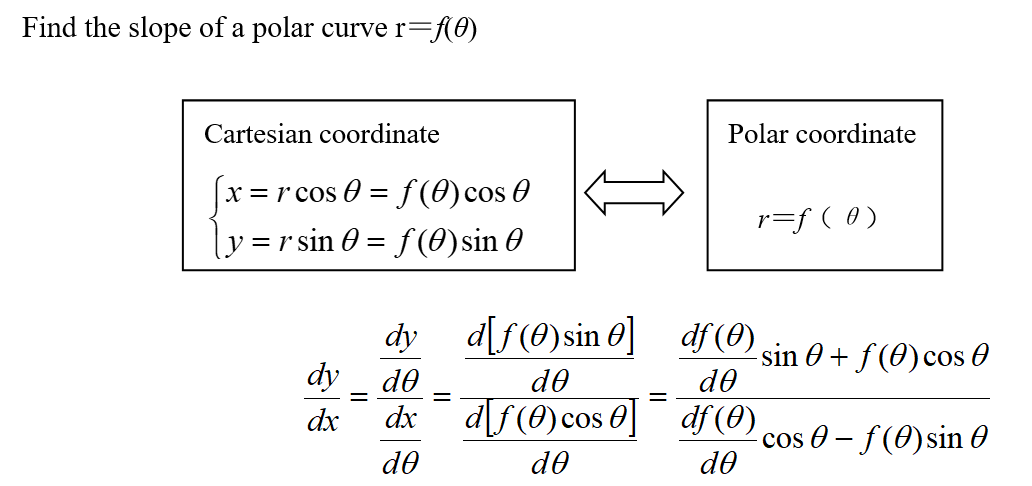 Find the slope of a polar curve r=f(θ)
Cartesian coordinate
x = r cos θ = f(θ) cos θ
y = r sin θ = f(θ) sin θ
Polar coordinate
r=f ( θ )
dy/dx = (dy/dθ)/(dx/dθ) = (d[f(θ) sin θ]/dθ)/(d[f(θ) cos θ]/dθ) = (df(θ)/dθ sin θ + f(θ) cos θ)/(df(θ)/dθ cos θ − f(θ) sin θ)